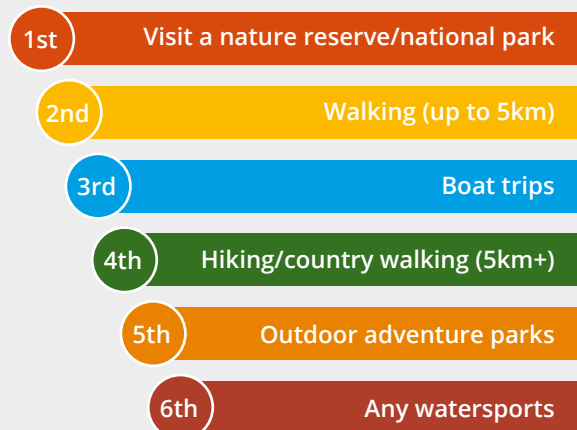 1st Visit a nature reserve/national park
2nd Walking (up to 5km)
3rd Boat trips
4th Hiking/country walking (5km+)
5th Outdoor adventure parks
6th Any watersports